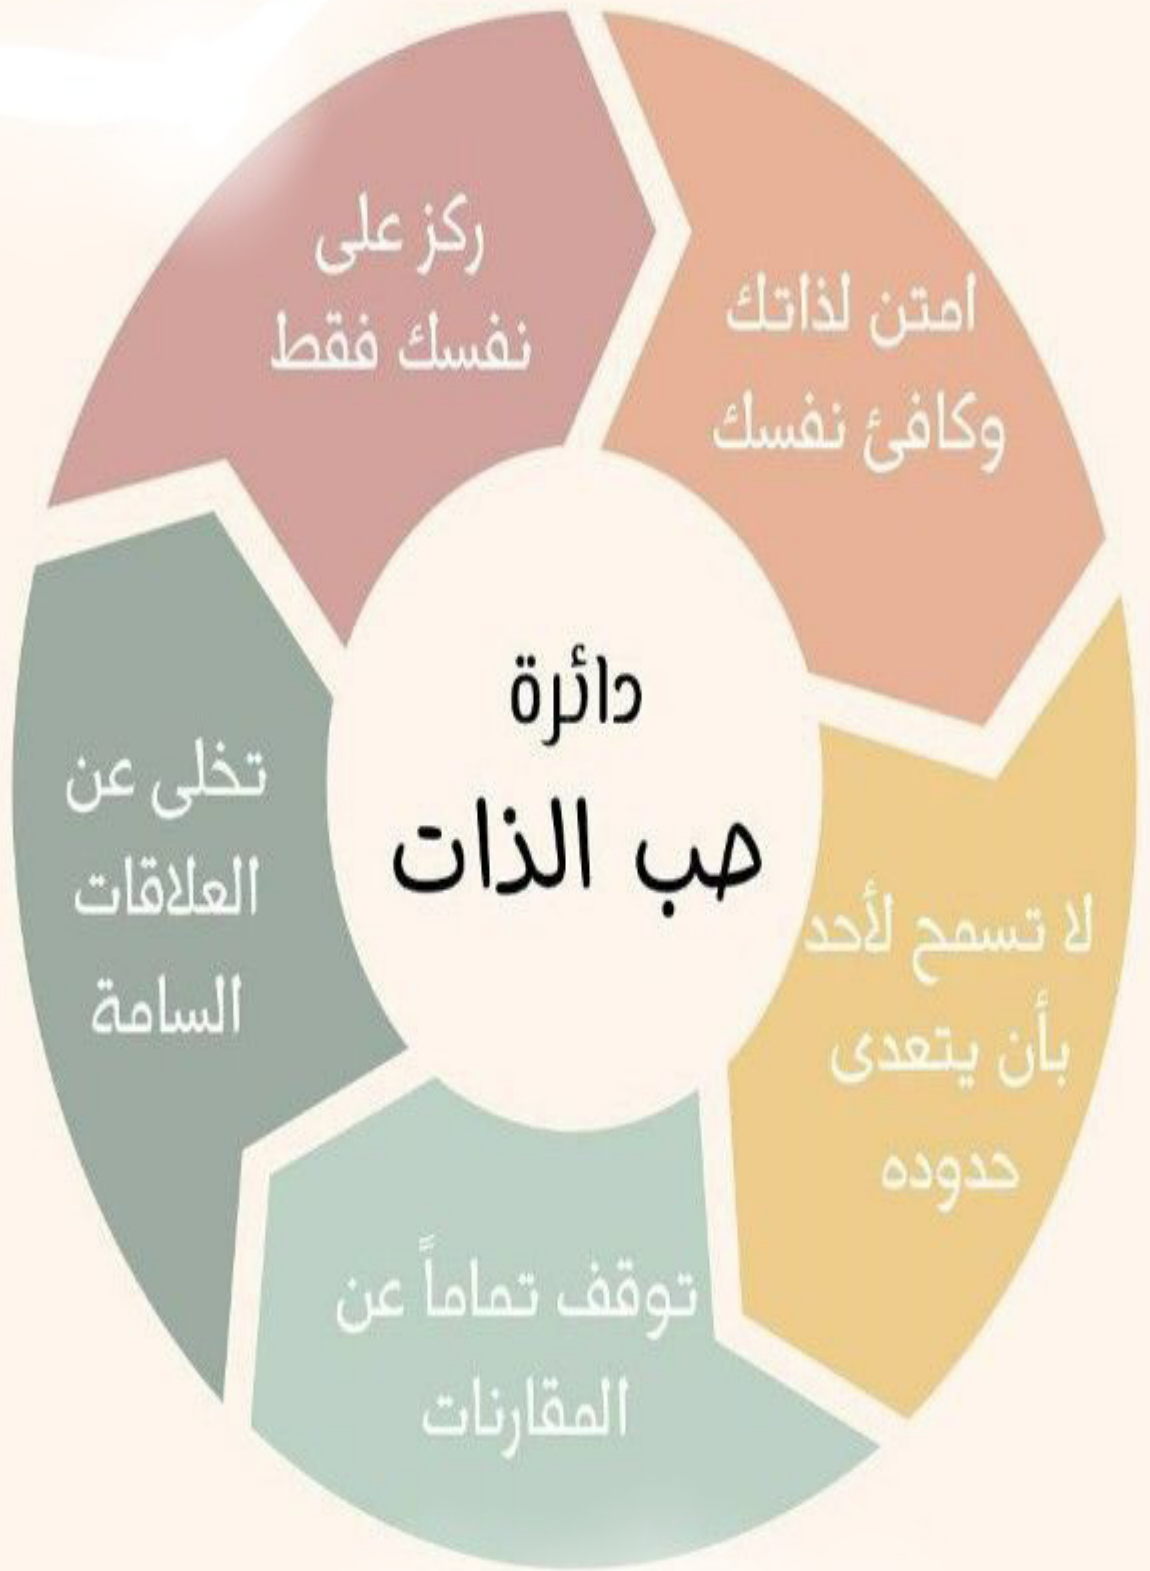 دائرة
حب الذات
امتن لذاتك
وكافئ نفسك
لا تسمح لأحد
بأن يتعدى
حدوده
توقف تماماً عن
المقارنات
تخلى عن
العلاقات
السامة
ركز على
نفسك فقط